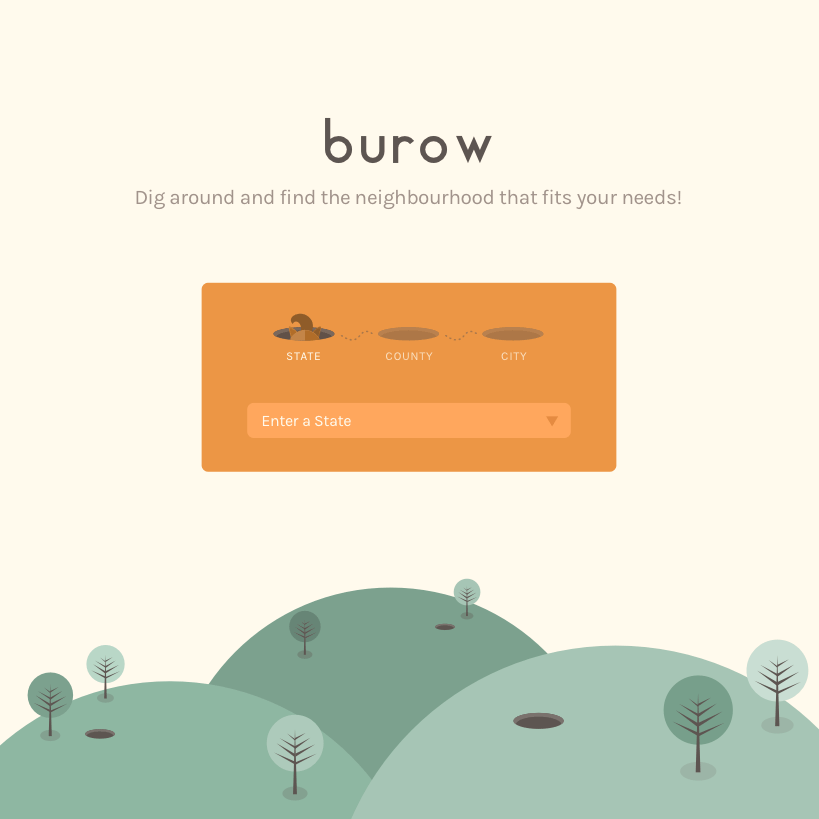 burow
Dig around and find the neighbourhood that fits your needs!
STATE COUNTY CITY
Enter a State